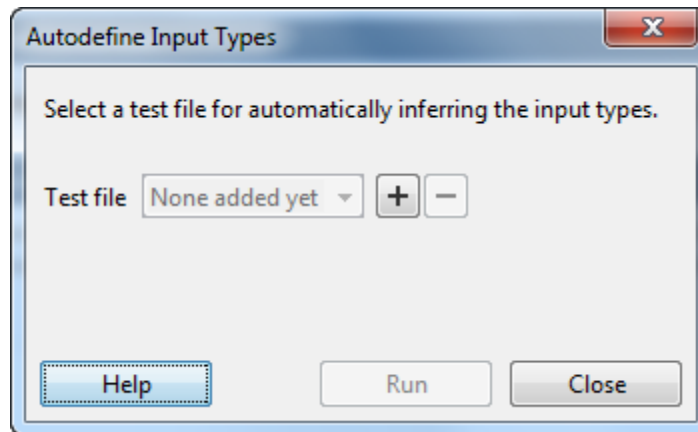 Autodefine Input Types
Select a test file for automatically inferring the input types.
Test file None added yet + −
Help Run Close